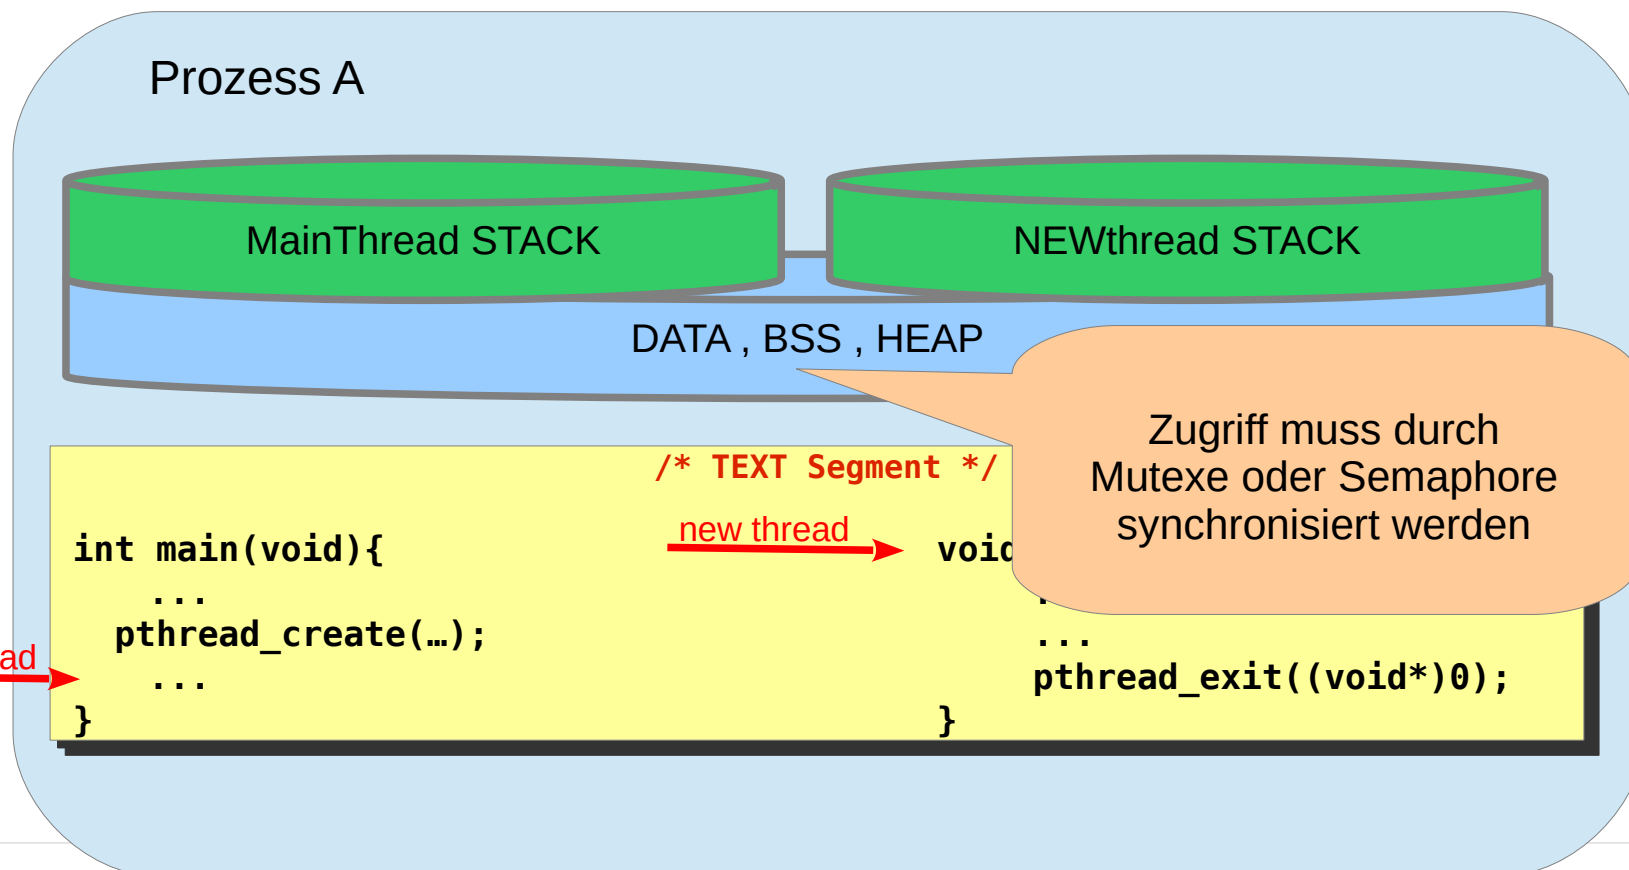 Prozess A
MainThread STACK
NEWthread STACK
DATA , BSS , HEAP
Zugriff muss durch
Mutexe oder Semaphore
synchronisiert werden
/* TEXT Segment */
new thread
int main(void){
...
pthread_create(…);
...
}
...
pthread_exit((void*)0);
}